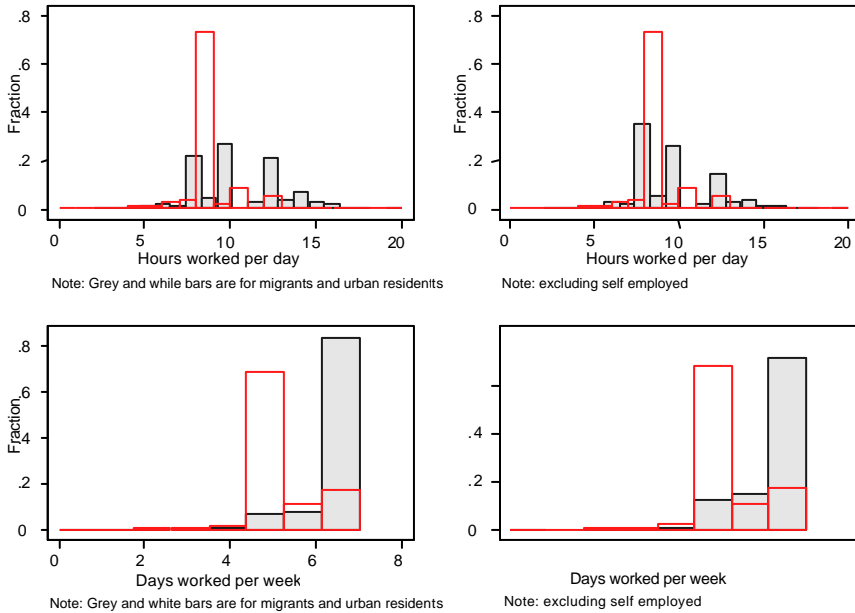 .8
.6
.4
.2
0
Fraction
0 5 10 15 20
Hours worked per day
Note: Grey and white bars are for migrants and urban residents
.8
.6
.4
.2
0
Fraction
0 5 10 15 20
Hours worked per day
Note: excluding self employed
.8
.6
.4
.2
0
Fraction
0 2 4 6 8
Days worked per week
Note: Grey and white bars are for migrants and urban residents
.4
.2
0
Days worked per week
Note: excluding self employed